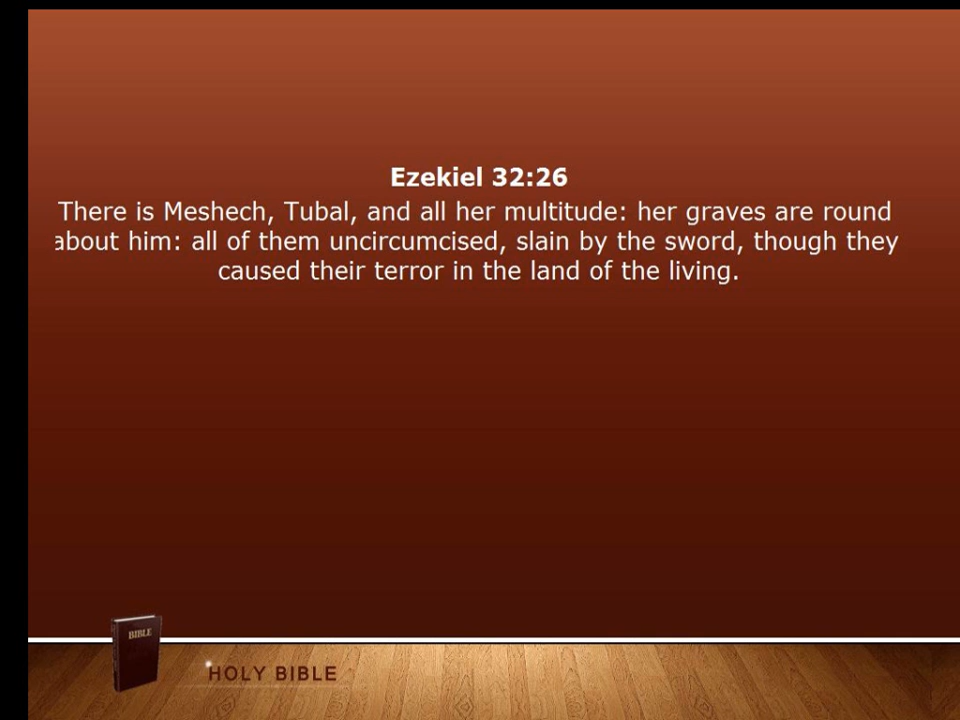 Ezekiel 32:26
There is Meshech, Tubal, and all her multitude: her graves are round
about him: all of them uncircumcised, slain by the sword, though they
caused their terror in the land of the living.
BIBLE
HOLY BIBLE